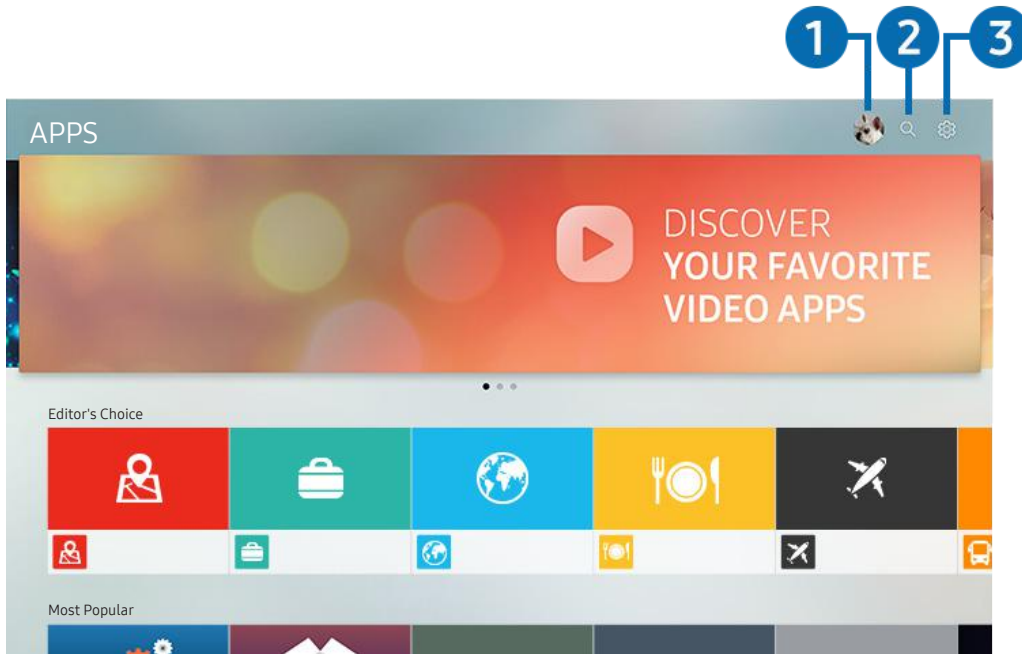 1 2 3
APPS
DISCOVER
YOUR FAVORITE
VIDEO APPS
Editor's Choice
Most Popular